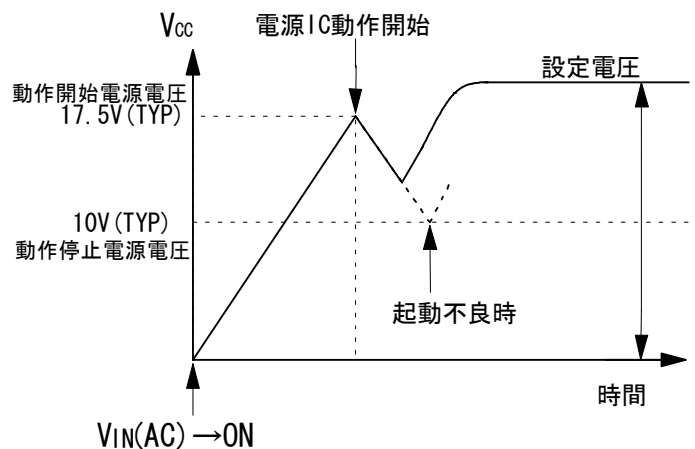 電源IC動作開始
Vcc
設定電圧
動作開始電源電圧
17.5V(TYP)
10V(TYP)
動作停止電源電圧
起動不良時
時間
VIN(AC)→ON